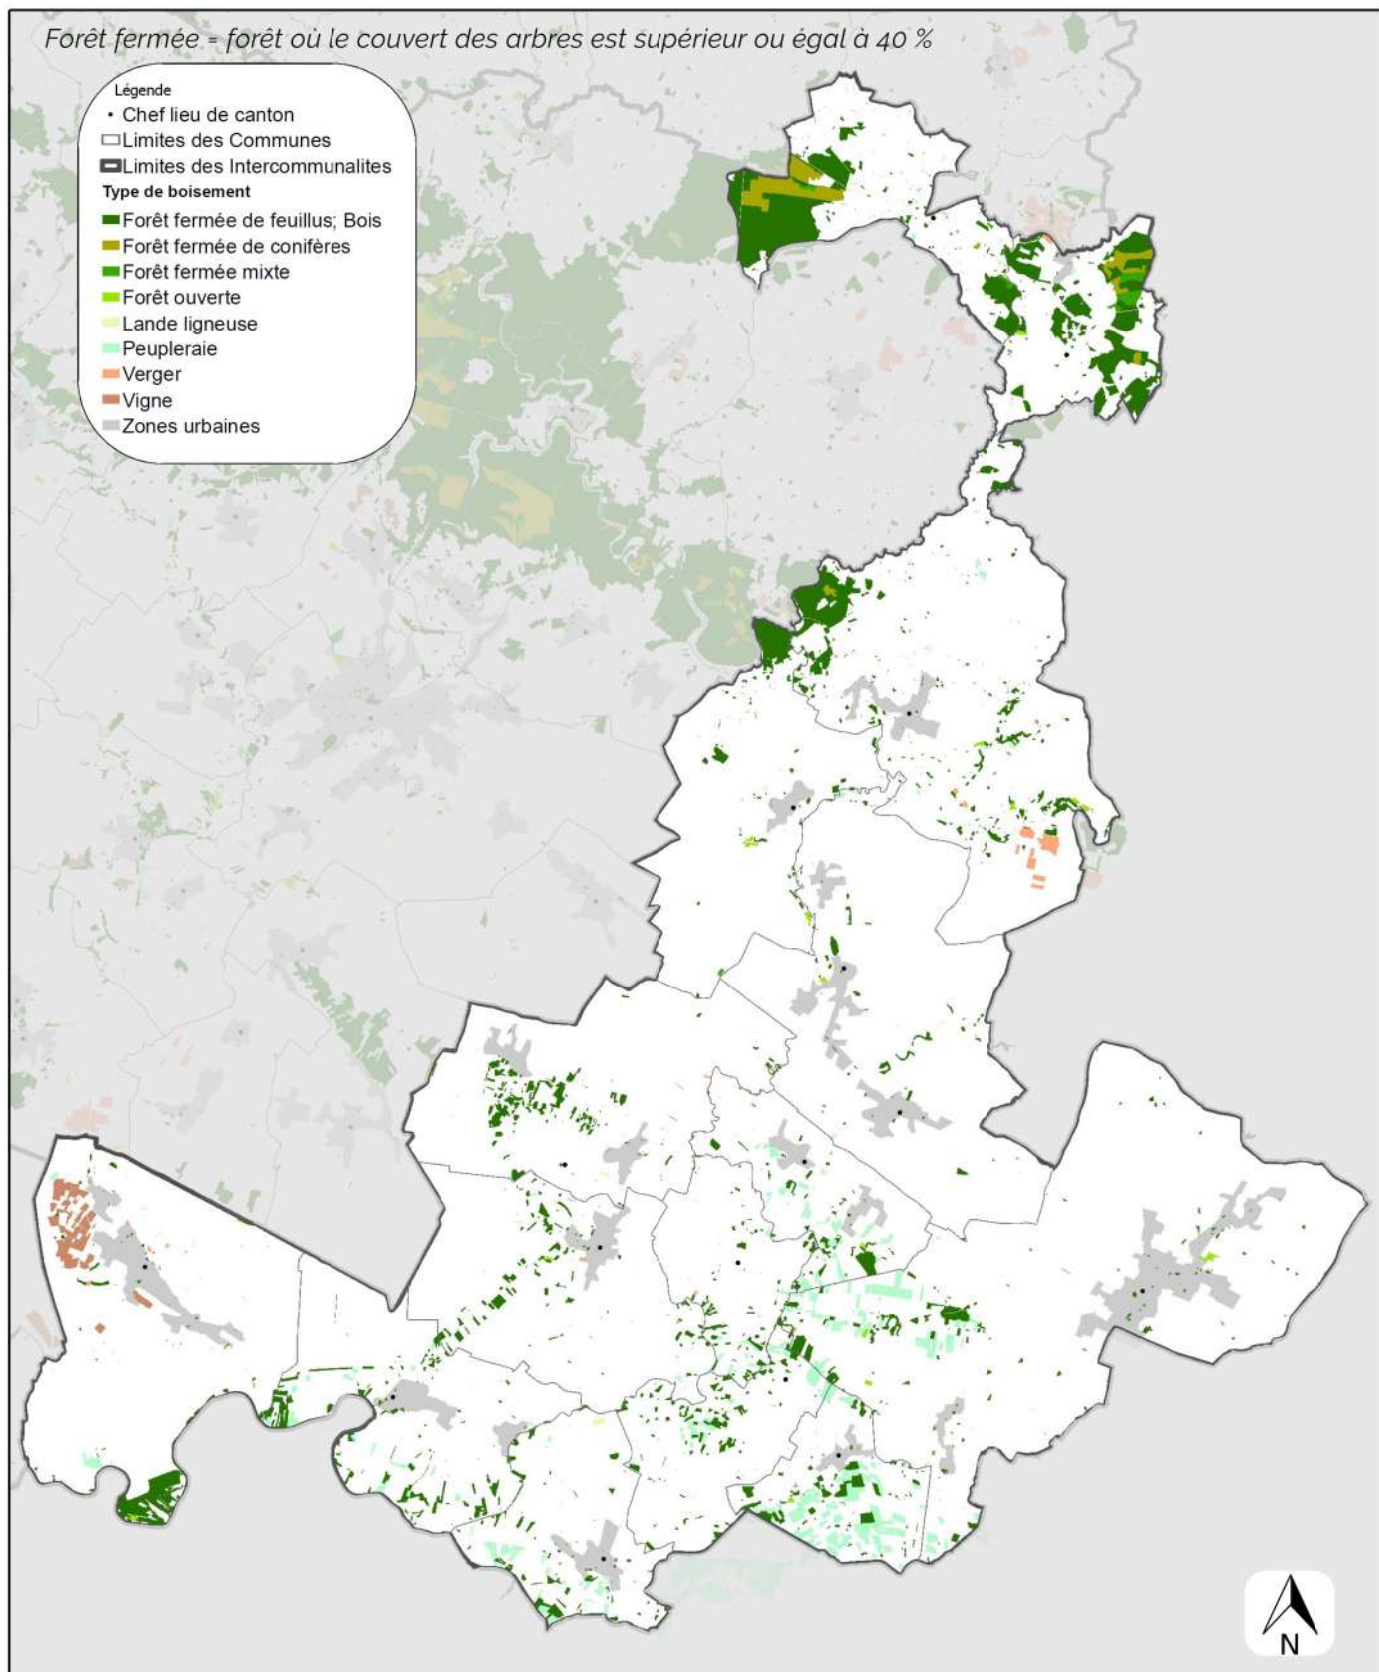 Forêt fermée = forêt où le couvert des arbres est supérieur ou égal à 40 %
Légende
Chef lieu de canton
Limites des Communes
Limites des Intercommunalites
Type de boisement
Forêt fermée de feuillus; Bois
Forêt fermée de conifères
Forêt fermée mixte
Forêt ouverte
Lande ligneuse
Peupleraie
Verger
Vigne
Zones urbaines
N